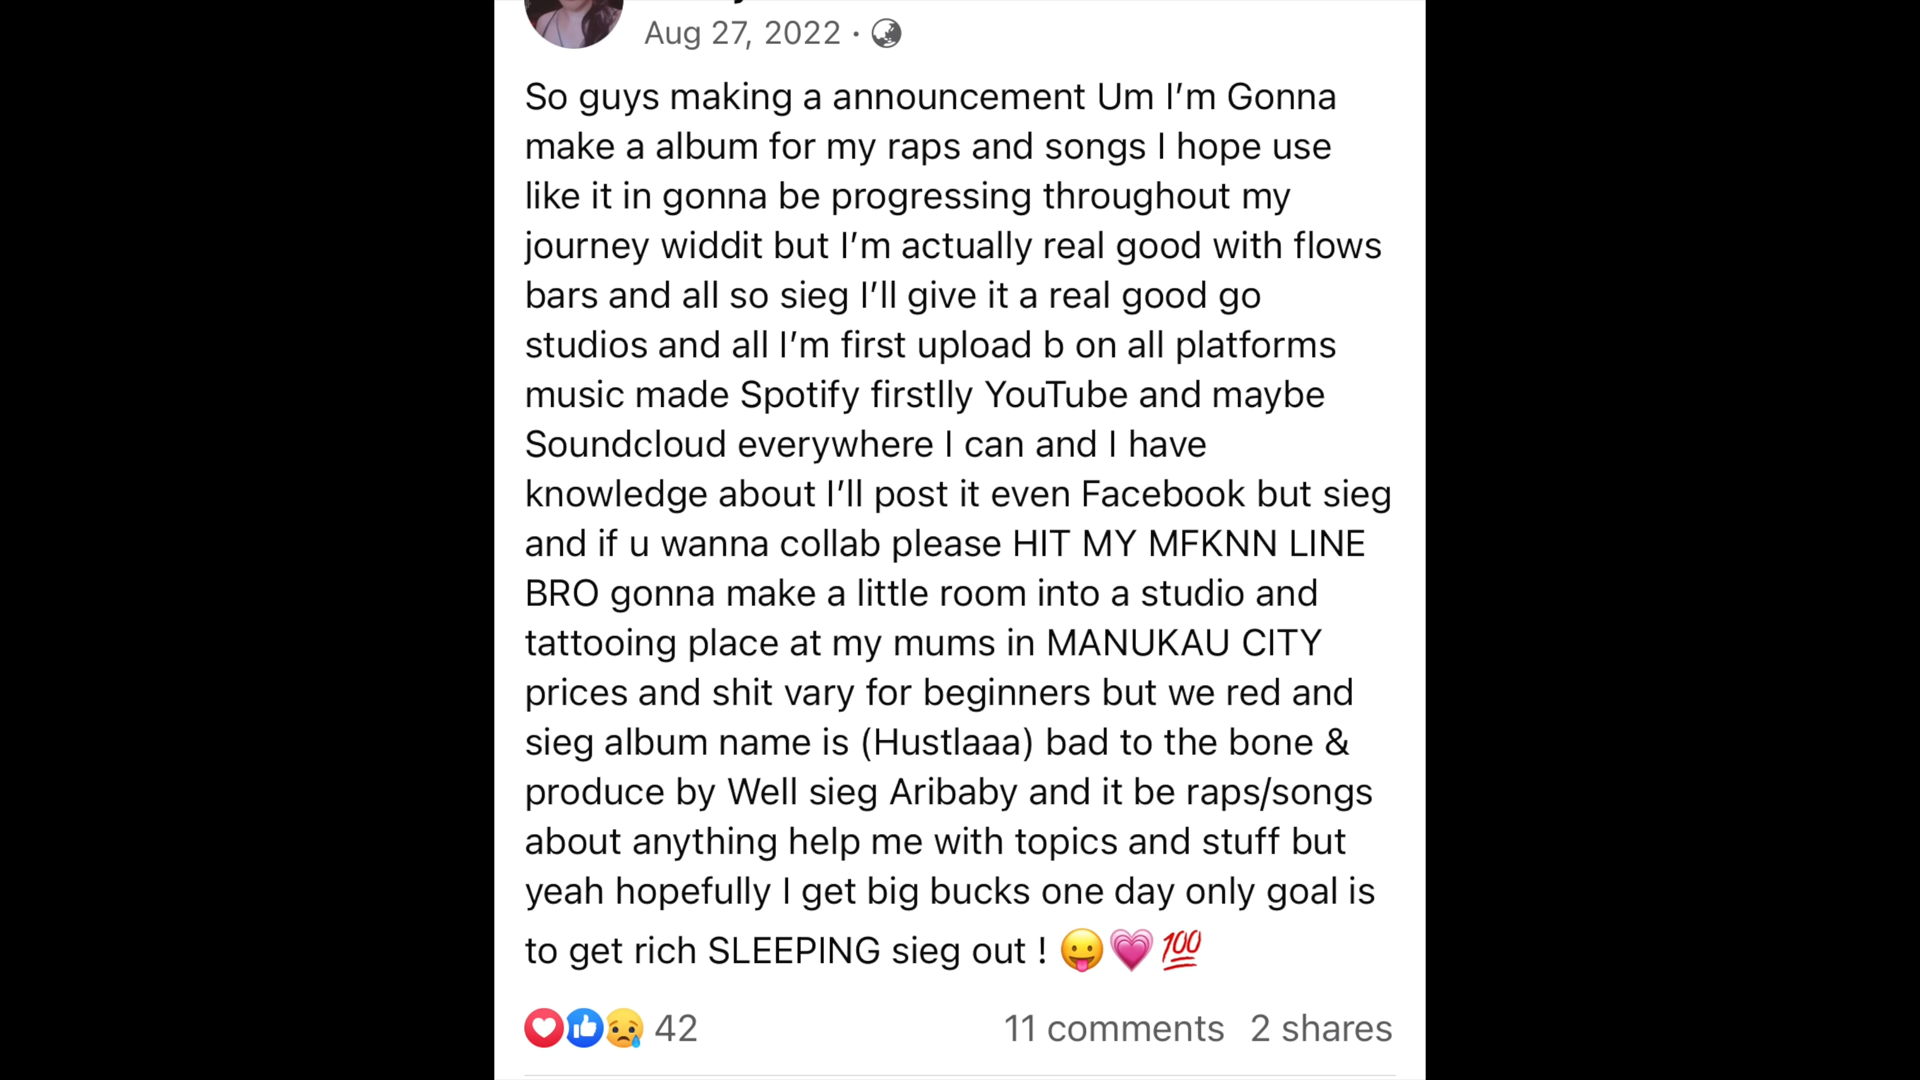 Aug 27, 2022 ·
So guys making a announcement Um I’m Gonna
make a album for my raps and songs I hope use
like it in gonna be progressing throughout my
journey widdit but I’m actually real good with flows
bars and all so sieg I’ll give it a real good go
studios and all I’m first upload b on all platforms
music made Spotify firstlly YouTube and maybe
Soundcloud everywhere I can and I have
knowledge about I’ll post it even Facebook but sieg
and if u wanna collab please HIT MY MFKNN LINE
BRO gonna make a little room into a studio and
tattooing place at my mums in MANUKAU CITY
prices and shit vary for beginners but we red and
sieg album name is (Hustlaaa) bad to the bone &
produce by Well sieg Aribaby and it be raps/songs
about anything help me with topics and stuff but
yeah hopefully I get big bucks one day only goal is
to get rich SLEEPING sieg out ! 😛💗💯
42
11 comments 2 shares